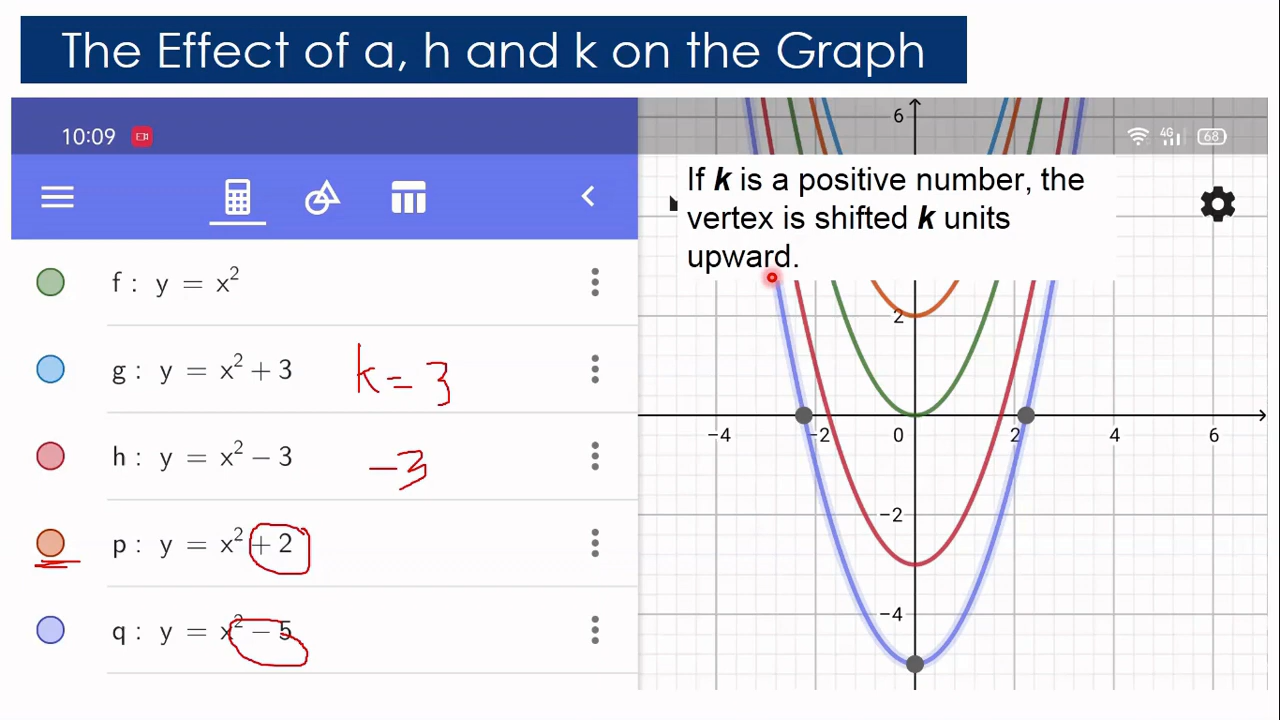 The Effect of a, h and k on the Graph
10:09
4G
68
If k is a positive number, the
vertex is shifted k units
upward.
f : y = x²
g : y = x² + 3
k = 3
h : y = x² − 3
−3
p : y = x² + 2
q : y = x² − 5
6
2
−4
−2
0
2
4
6
−2
−4